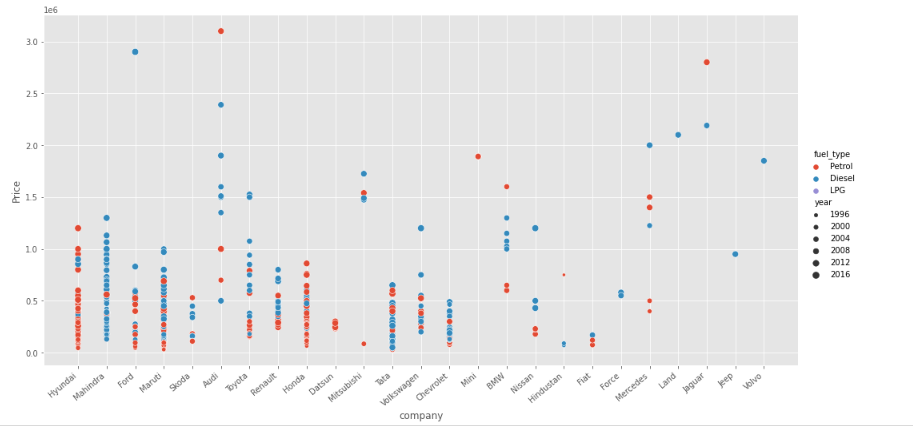 1e6
3.0
2.5
2.0
1.5
1.0
0.5
0.0
Price
Hyundai
Mahindra
Ford
Maruti
Skoda
Audi
Toyota
Renault
Honda
Datsun
Mitsubishi
Tata
Volkswagen
Chevrolet
Mini
BMW
Nissan
Hindustan
Fiat
Force
Mercedes
Land
Jaguar
Jeep
Volvo
company
fuel_type
Petrol
Diesel
LPG
year
1996
2000
2004
2008
2012
2016